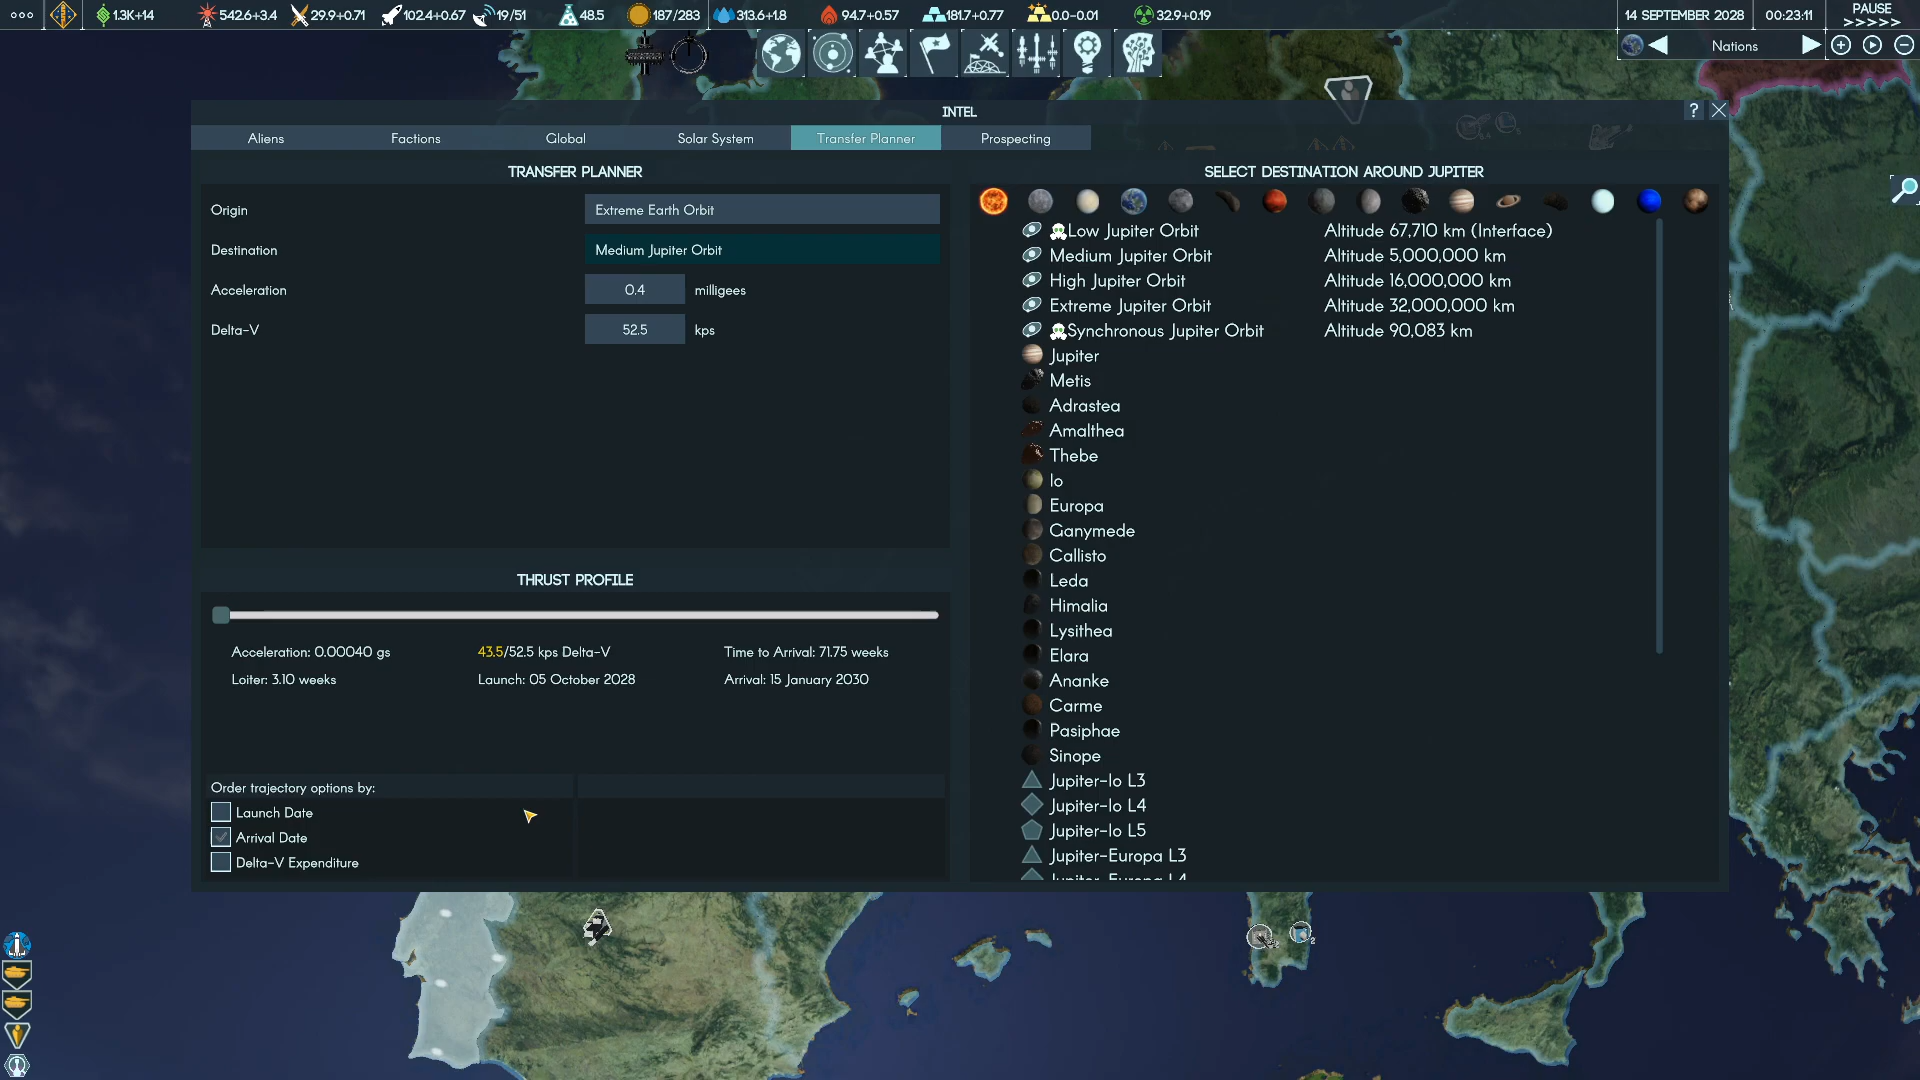 1.3K+14 542.6+3.4 29.9+0.71 102.4+0.67 19/51 48.5 187/283 313.6+1.8 94.7+0.57 181.7+0.77 0.0-0.01 32.9+0.19 14 SEPTEMBER 2028 00:23:11 PAUSE
>>>>>
Nations
INTEL
?
Aliens Factions Global Solar System Transfer Planner Prospecting
TRANSFER PLANNER
Origin Extreme Earth Orbit
Destination Medium Jupiter Orbit
Acceleration 0.4 milligees
Delta-V 52.5 kps
THRUST PROFILE
Acceleration: 0.00040 gs 43.5/52.5 kps Delta-V Time to Arrival: 71.75 weeks
Loiter: 3.10 weeks Launch: 05 October 2028 Arrival: 15 January 2030
Order trajectory options by:
Launch Date
Arrival Date
Delta-V Expenditure
SELECT DESTINATION AROUND JUPITER
Low Jupiter Orbit Altitude 67,710 km (Interface)
Medium Jupiter Orbit Altitude 5,000,000 km
High Jupiter Orbit Altitude 16,000,000 km
Extreme Jupiter Orbit Altitude 32,000,000 km
Synchronous Jupiter Orbit Altitude 90,083 km
Jupiter
Metis
Adrastea
Amalthea
Thebe
Io
Europa
Ganymede
Callisto
Leda
Himalia
Lysithea
Elara
Ananke
Carme
Pasiphae
Sinope
Jupiter-Io L3
Jupiter-Io L4
Jupiter-Io L5
Jupiter-Europa L3
Jupiter-Europa L4
2